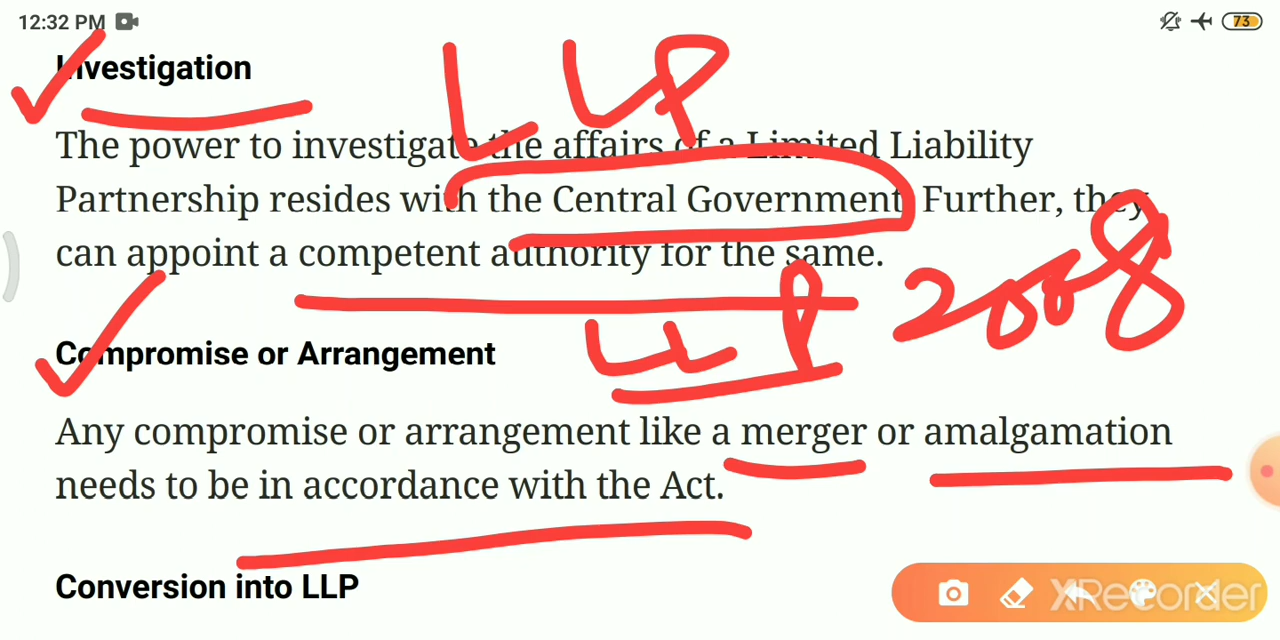 12:32 PM
73
Investigation
LLP
The power to investigate the affairs of a Limited Liability
Partnership resides with the Central Government. Further, they
can appoint a competent authority for the same.
2008
LLP
Compromise or Arrangement
Any compromise or arrangement like a merger or amalgamation
needs to be in accordance with the Act.
Conversion into LLP
XRecorder